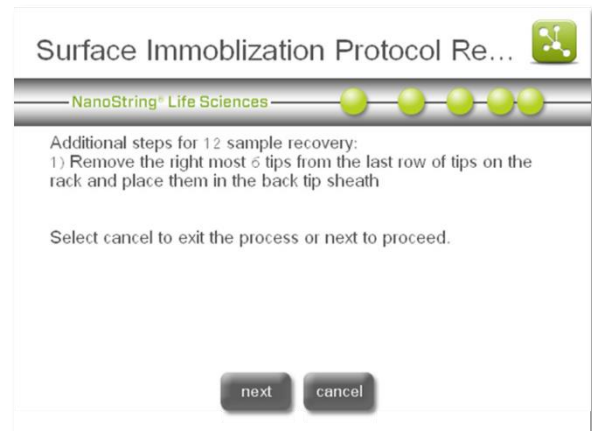 Surface Immoblization Protocol Re...
NanoString® Life Sciences
Additional steps for 12 sample recovery:
1) Remove the right most 6 tips from the last row of tips on the
rack and place them in the back tip sheath
Select cancel to exit the process or next to proceed.
next
cancel